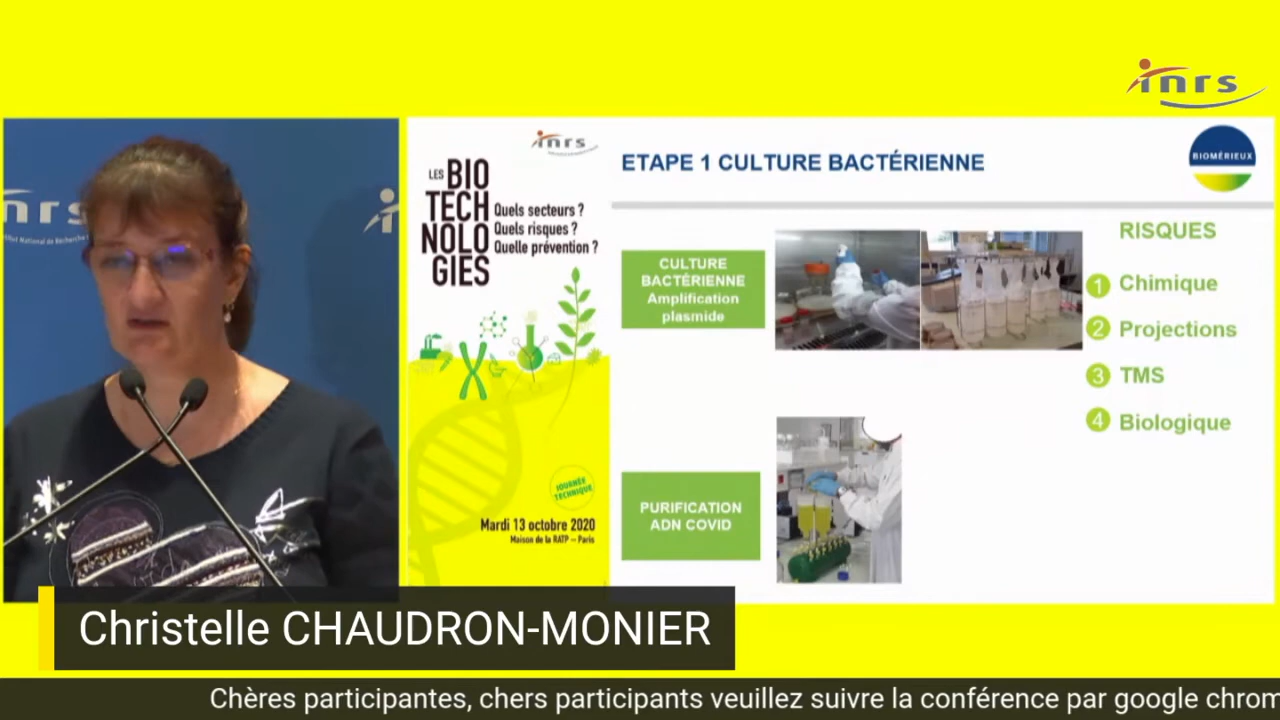 inrs
inrs
LES BIO
TECH
NOLO
GIES
Quels secteurs ?
Quels risques ?
Quelle prévention ?
JOURNÉE
TECHNIQUE
Mardi 13 octobre 2020
Maison de la RATP – Paris
inrs
ETAPE 1 CULTURE BACTÉRIENNE
BIOMÉRIEUX
CULTURE
BACTÉRIENNE
Amplification
plasmide
RISQUES
1 Chimique
2 Projections
3 TMS
4 Biologique
PURIFICATION
ADN COVID
Christelle CHAUDRON-MONIER
Chères participantes, chers participants veuillez suivre la conférence par google chrom